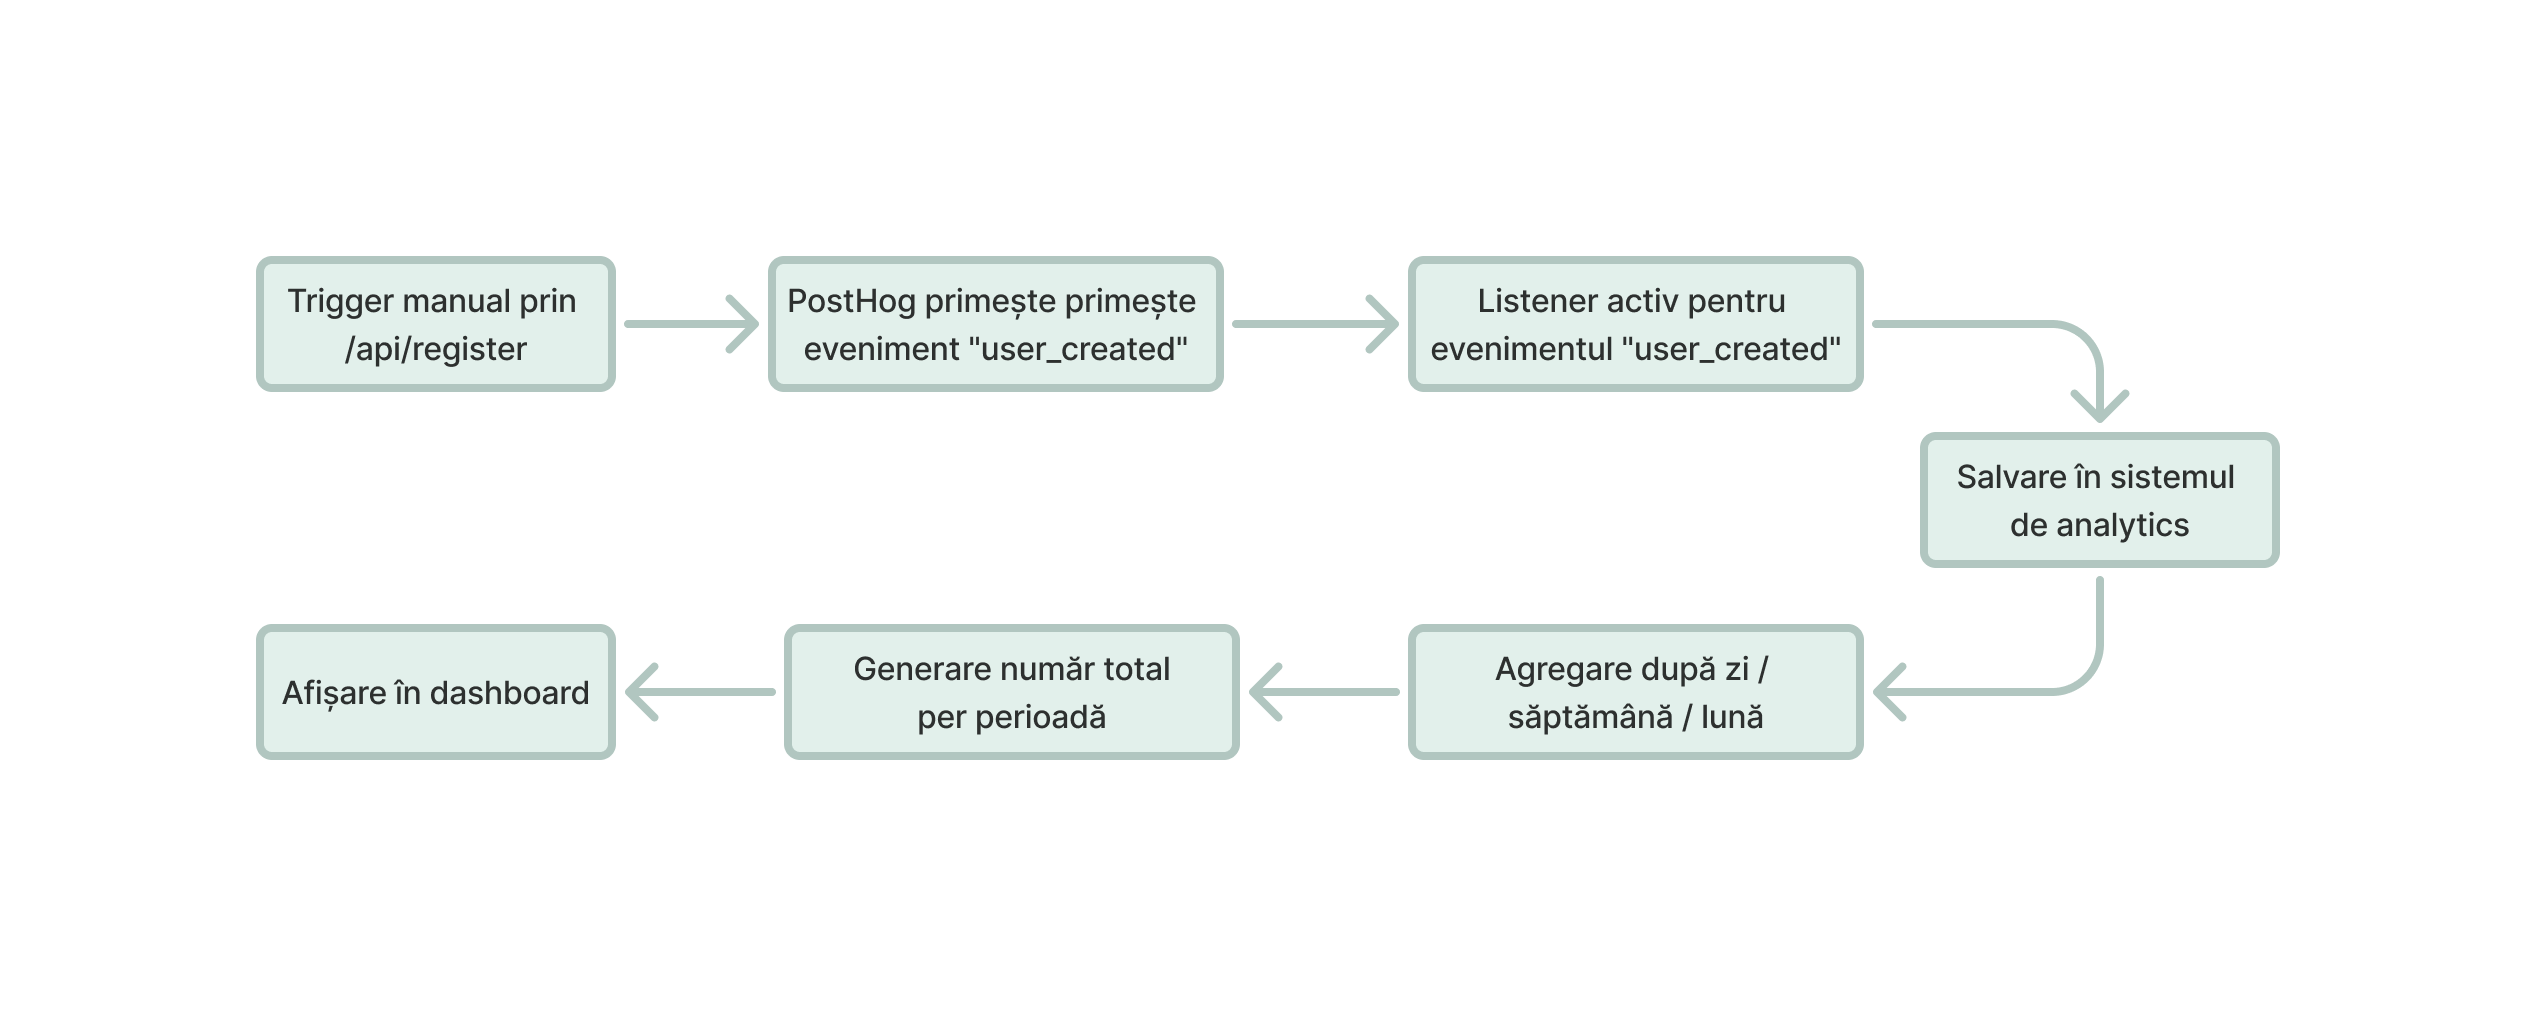 Trigger manual prin
/api/register
PostHog primește primește
eveniment "user_created"
Listener activ pentru
evenimentul "user_created"
Salvare în sistemul
de analytics
Agregare după zi /
săptămână / lună
Generare număr total
per perioadă
Afișare în dashboard